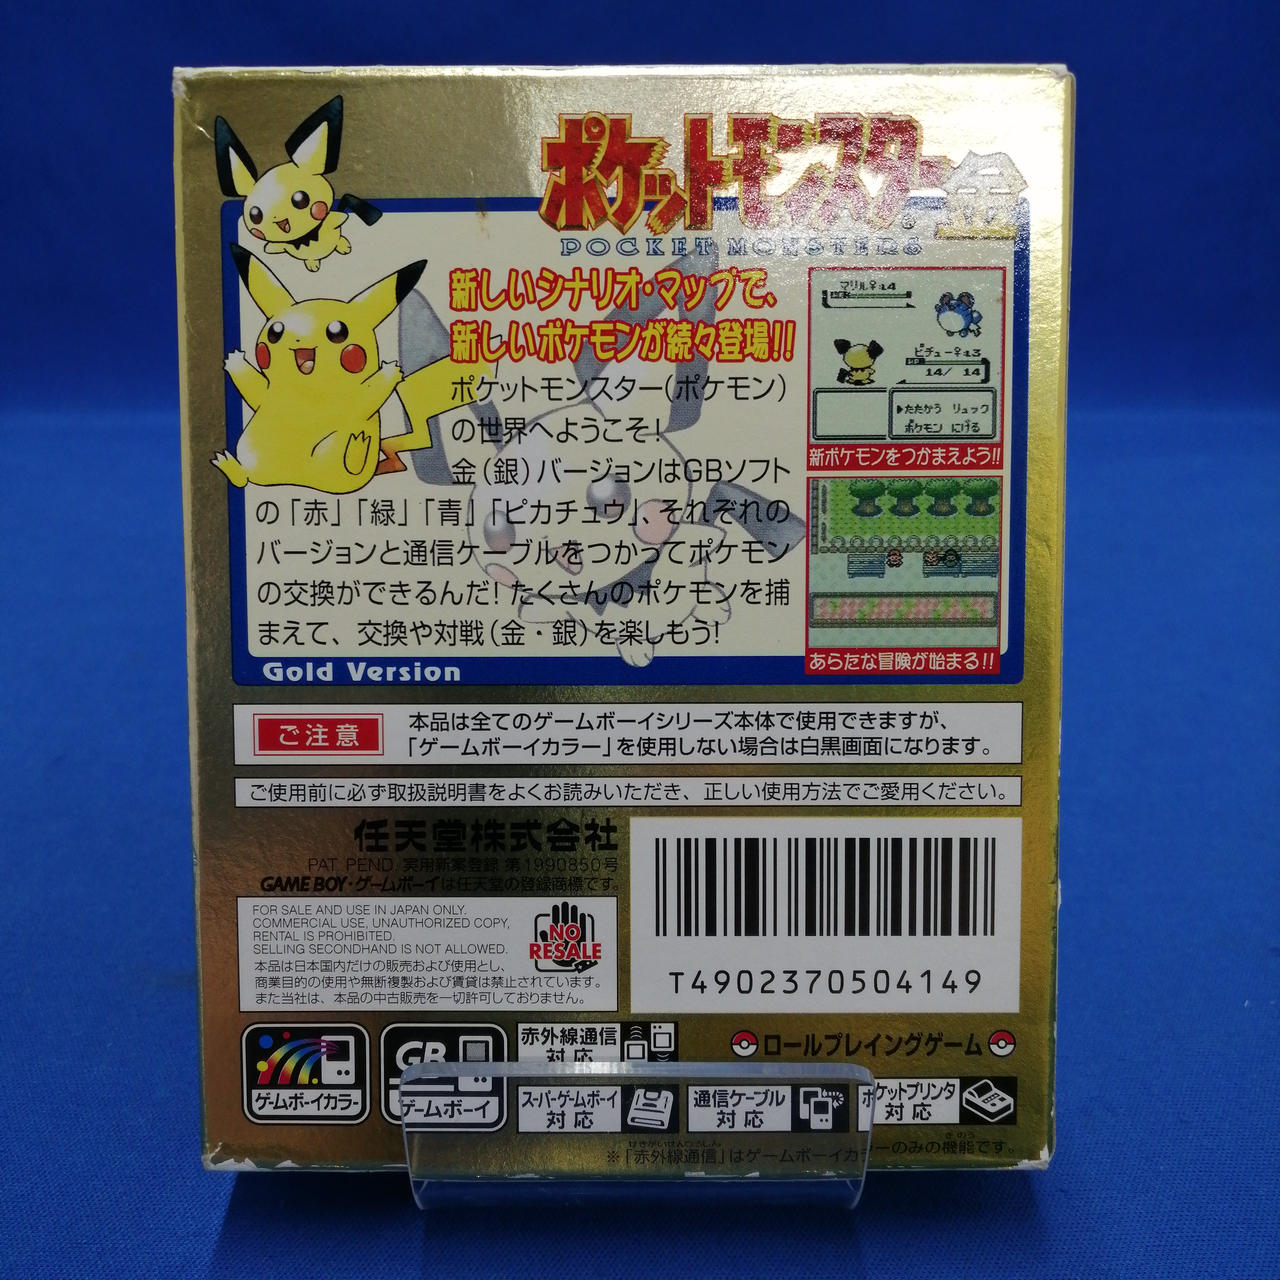 ポケットモンスター 金
POCKET MONSTERS
新しいシナリオ・マップで、
新しいポケモンが続々登場!!
ポケットモンスター(ポケモン)
の世界へようこそ!
金(銀)バージョンはGBソフト
の「赤」「緑」「青」「ピカチュウ」、それぞれの
バージョンと通信ケーブルをつかってポケモン
の交換ができるんだ! たくさんのポケモンを捕
まえて、交換や対戦(金・銀)を楽しもう!
Gold Version
マリル♀:L4
ピチュー♀:L3
14/ 14
▶たたかう リュック
ポケモン にげる
新ポケモンをつかまえよう!!
あらたな冒険が始まる!!
ご注意
本品は全てのゲームボーイシリーズ本体で使用できますが、
「ゲームボーイカラー」を使用しない場合は白黒画面になります。
ご使用前に必ず取扱説明書をよくお読みいただき、正しい使用方法でご愛用ください。
任天堂株式会社
PAT. PEND. 実用新案登録 第1990850号
GAME BOY・ゲームボーイは任天堂の登録商標です。
FOR SALE AND USE IN JAPAN ONLY.
COMMERCIAL USE, UNAUTHORIZED COPY,
RENTAL IS PROHIBITED.
SELLING SECONDHAND IS NOT ALLOWED.
NO
RESALE
本品は日本国内だけの販売および使用とし、
商業目的の使用や無断複製および賃貸は禁止されています。
また当社は、本品の中古販売を一切許可しておりません。
T4902370504149
ゲームボーイカラー
GB
ゲームボーイ
赤外線通信
対応
ロールプレイングゲーム
スーパーゲームボーイ
対応
通信ケーブル
対応
ポケットプリンタ
対応
せきがいせんつうしん
きのう
※「赤外線通信」はゲームボーイカラーのみの機能です。